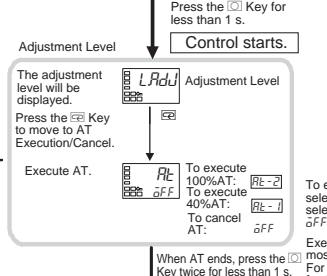 Press the Key for
less than 1 s.
Adjustment Level
Control starts.
The adjustment
level will be
displayed.
L.Adj
Adjustment Level
Press the Key
to move to AT
Execution/Cancel.
Execute AT.
At
oFF
To execute
100%AT: At-2
To execute
40%AT: At-1
To cancel
AT: oFF
To e
sele
sele
oFF
Exe
mos
For
When AT ends, press the
Key twice for less than 1 s.